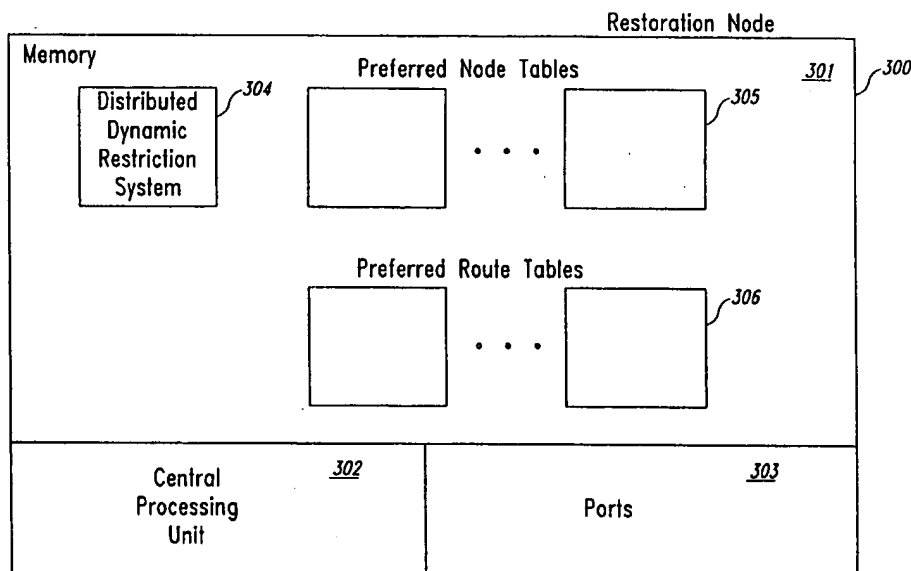 Restoration Node
Memory
Preferred Node Tables
301
300
304
305
Distributed
Dynamic
Restriction
System
Preferred Route Tables
306
302
303
Central
Processing
Unit
Ports